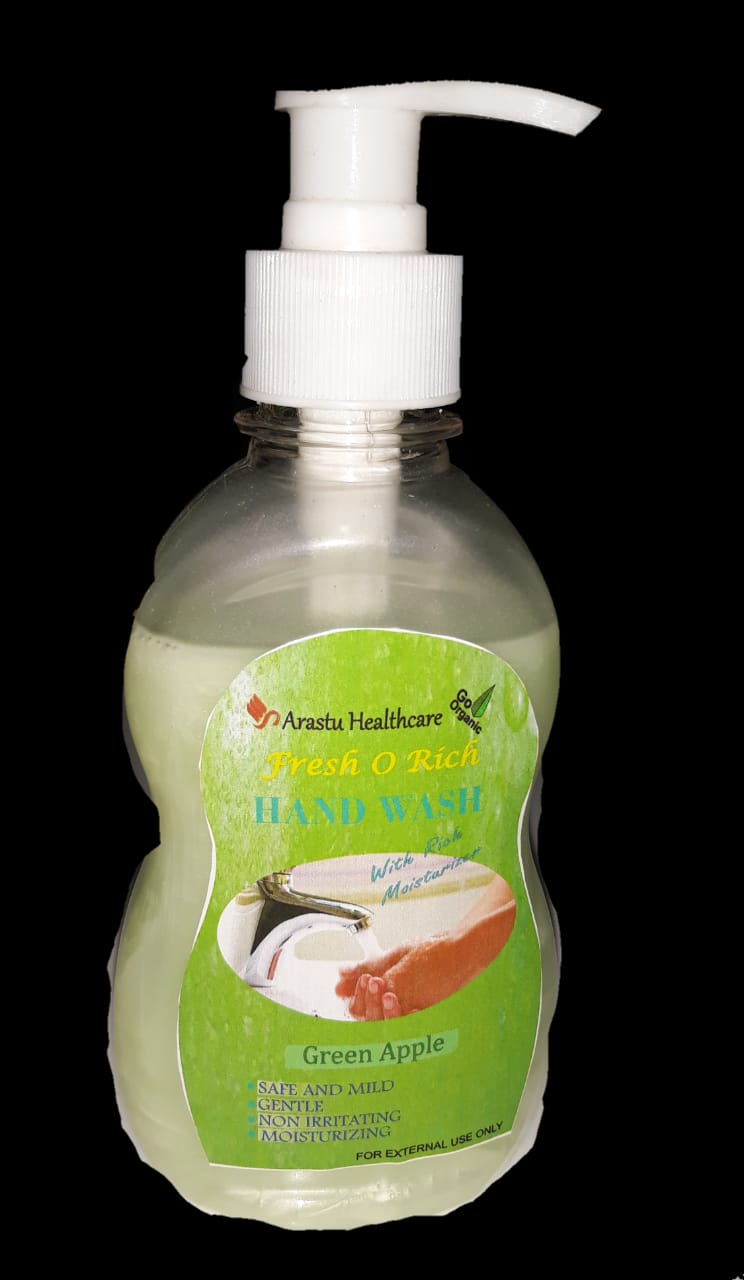 Arastu Healthcare
Go
Organic
Fresh O Rich
HAND WASH
With Rich
Moisturizer
Green Apple
SAFE AND MILD
GENTLE
NON IRRITATING
MOISTURIZING
FOR EXTERNAL USE ONLY